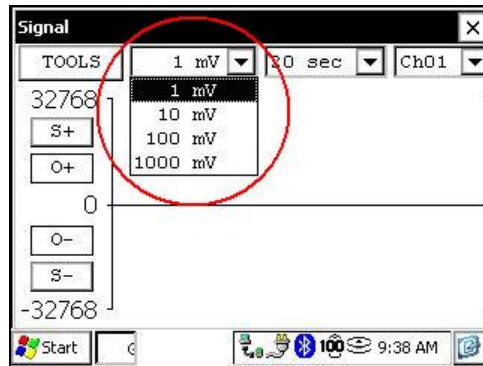 Signal
TOOLS 1 mV 20 sec Ch01
1 mV
10 mV
100 mV
1000 mV
32768
S+
O+
0
O-
S-
-32768
Start 9:38 AM